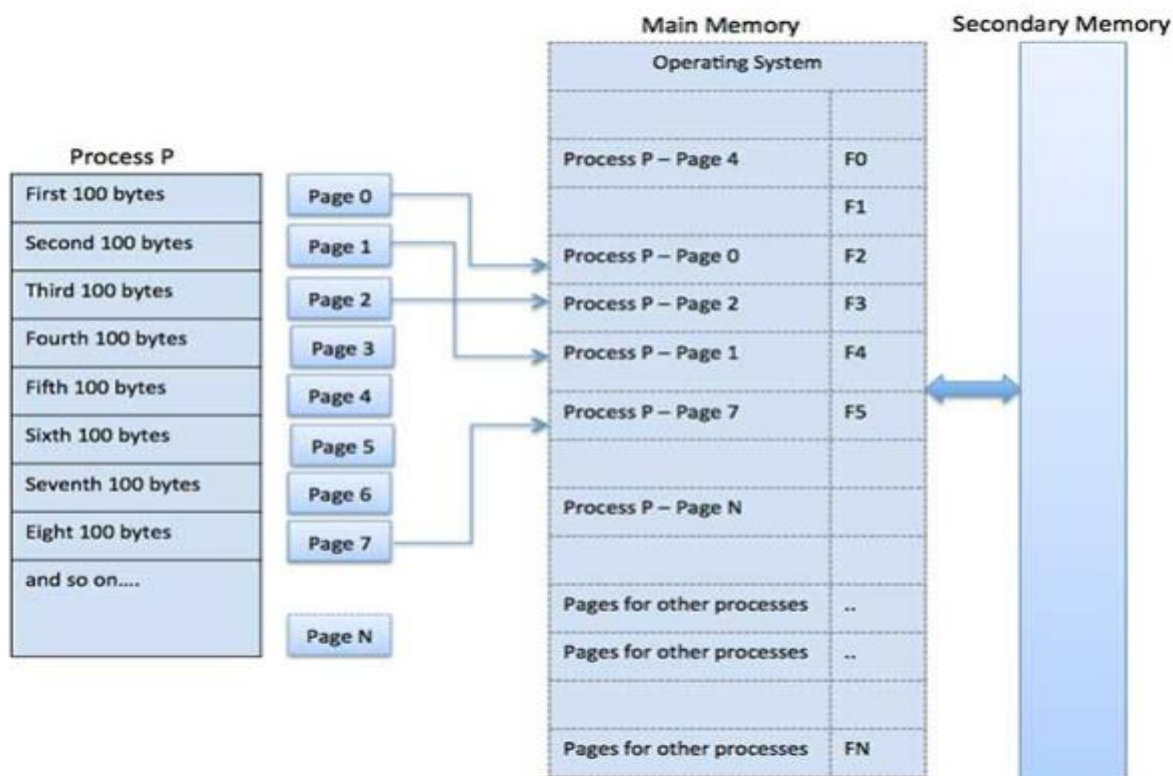 Main Memory
Secondary Memory
Operating System
Process P
First 100 bytes
Second 100 bytes
Third 100 bytes
Fourth 100 bytes
Fifth 100 bytes
Sixth 100 bytes
Seventh 100 bytes
Eight 100 bytes
and so on....
Page 0
Page 1
Page 2
Page 3
Page 4
Page 5
Page 6
Page 7
Page N
Process P – Page 4 F0
F1
Process P – Page 0 F2
Process P – Page 2 F3
Process P – Page 1 F4
Process P – Page 7 F5
Process P – Page N
Pages for other processes ..
Pages for other processes ..
Pages for other processes FN